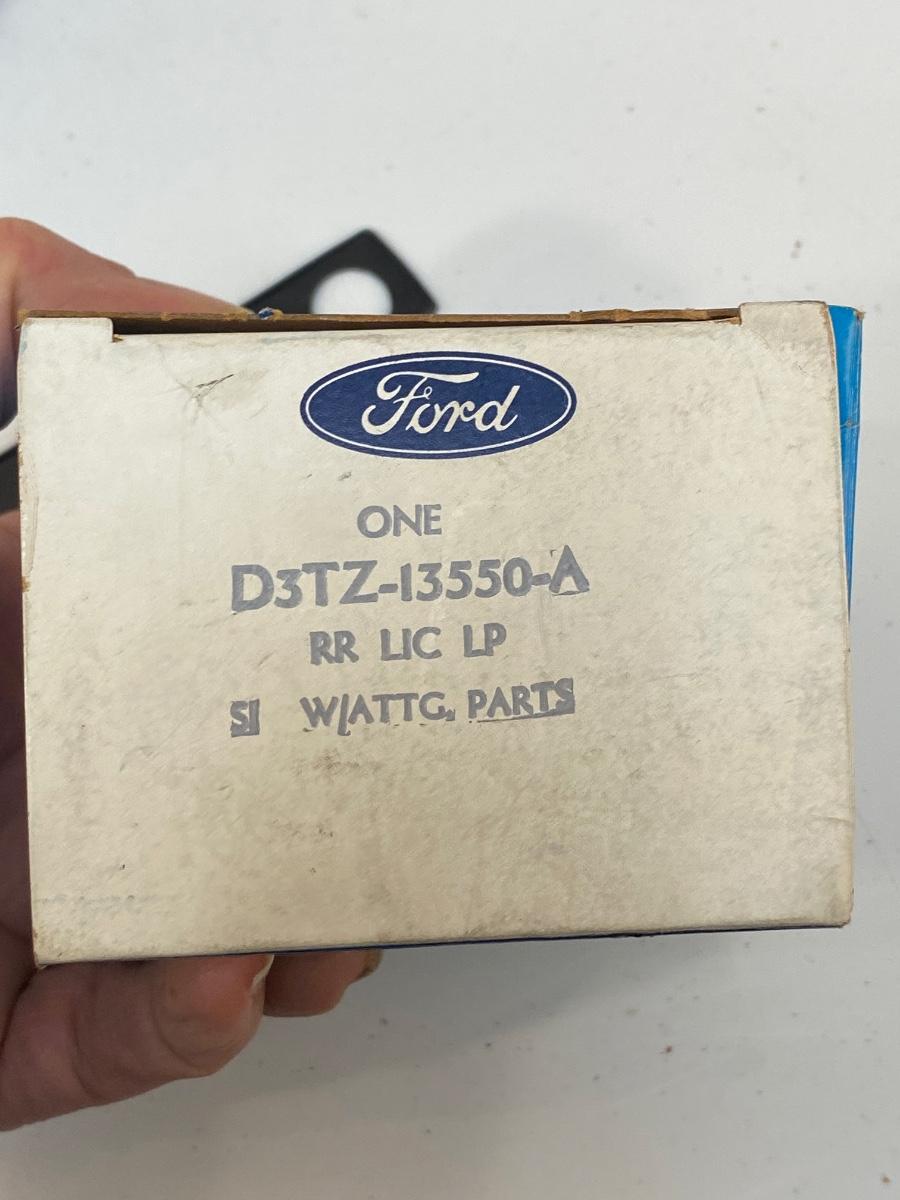 Ford
ONE
D3TZ-13550-A
RR LIC LP
SI W/ATTG. PARTS